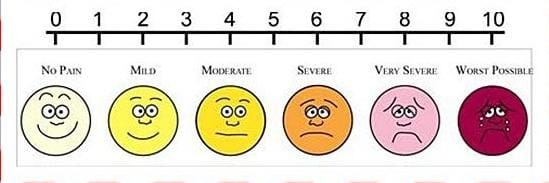 0 1 2 3 4 5 6 7 8 9 10
NO PAIN MILD MODERATE SEVERE VERY SEVERE WORST POSSIBLE